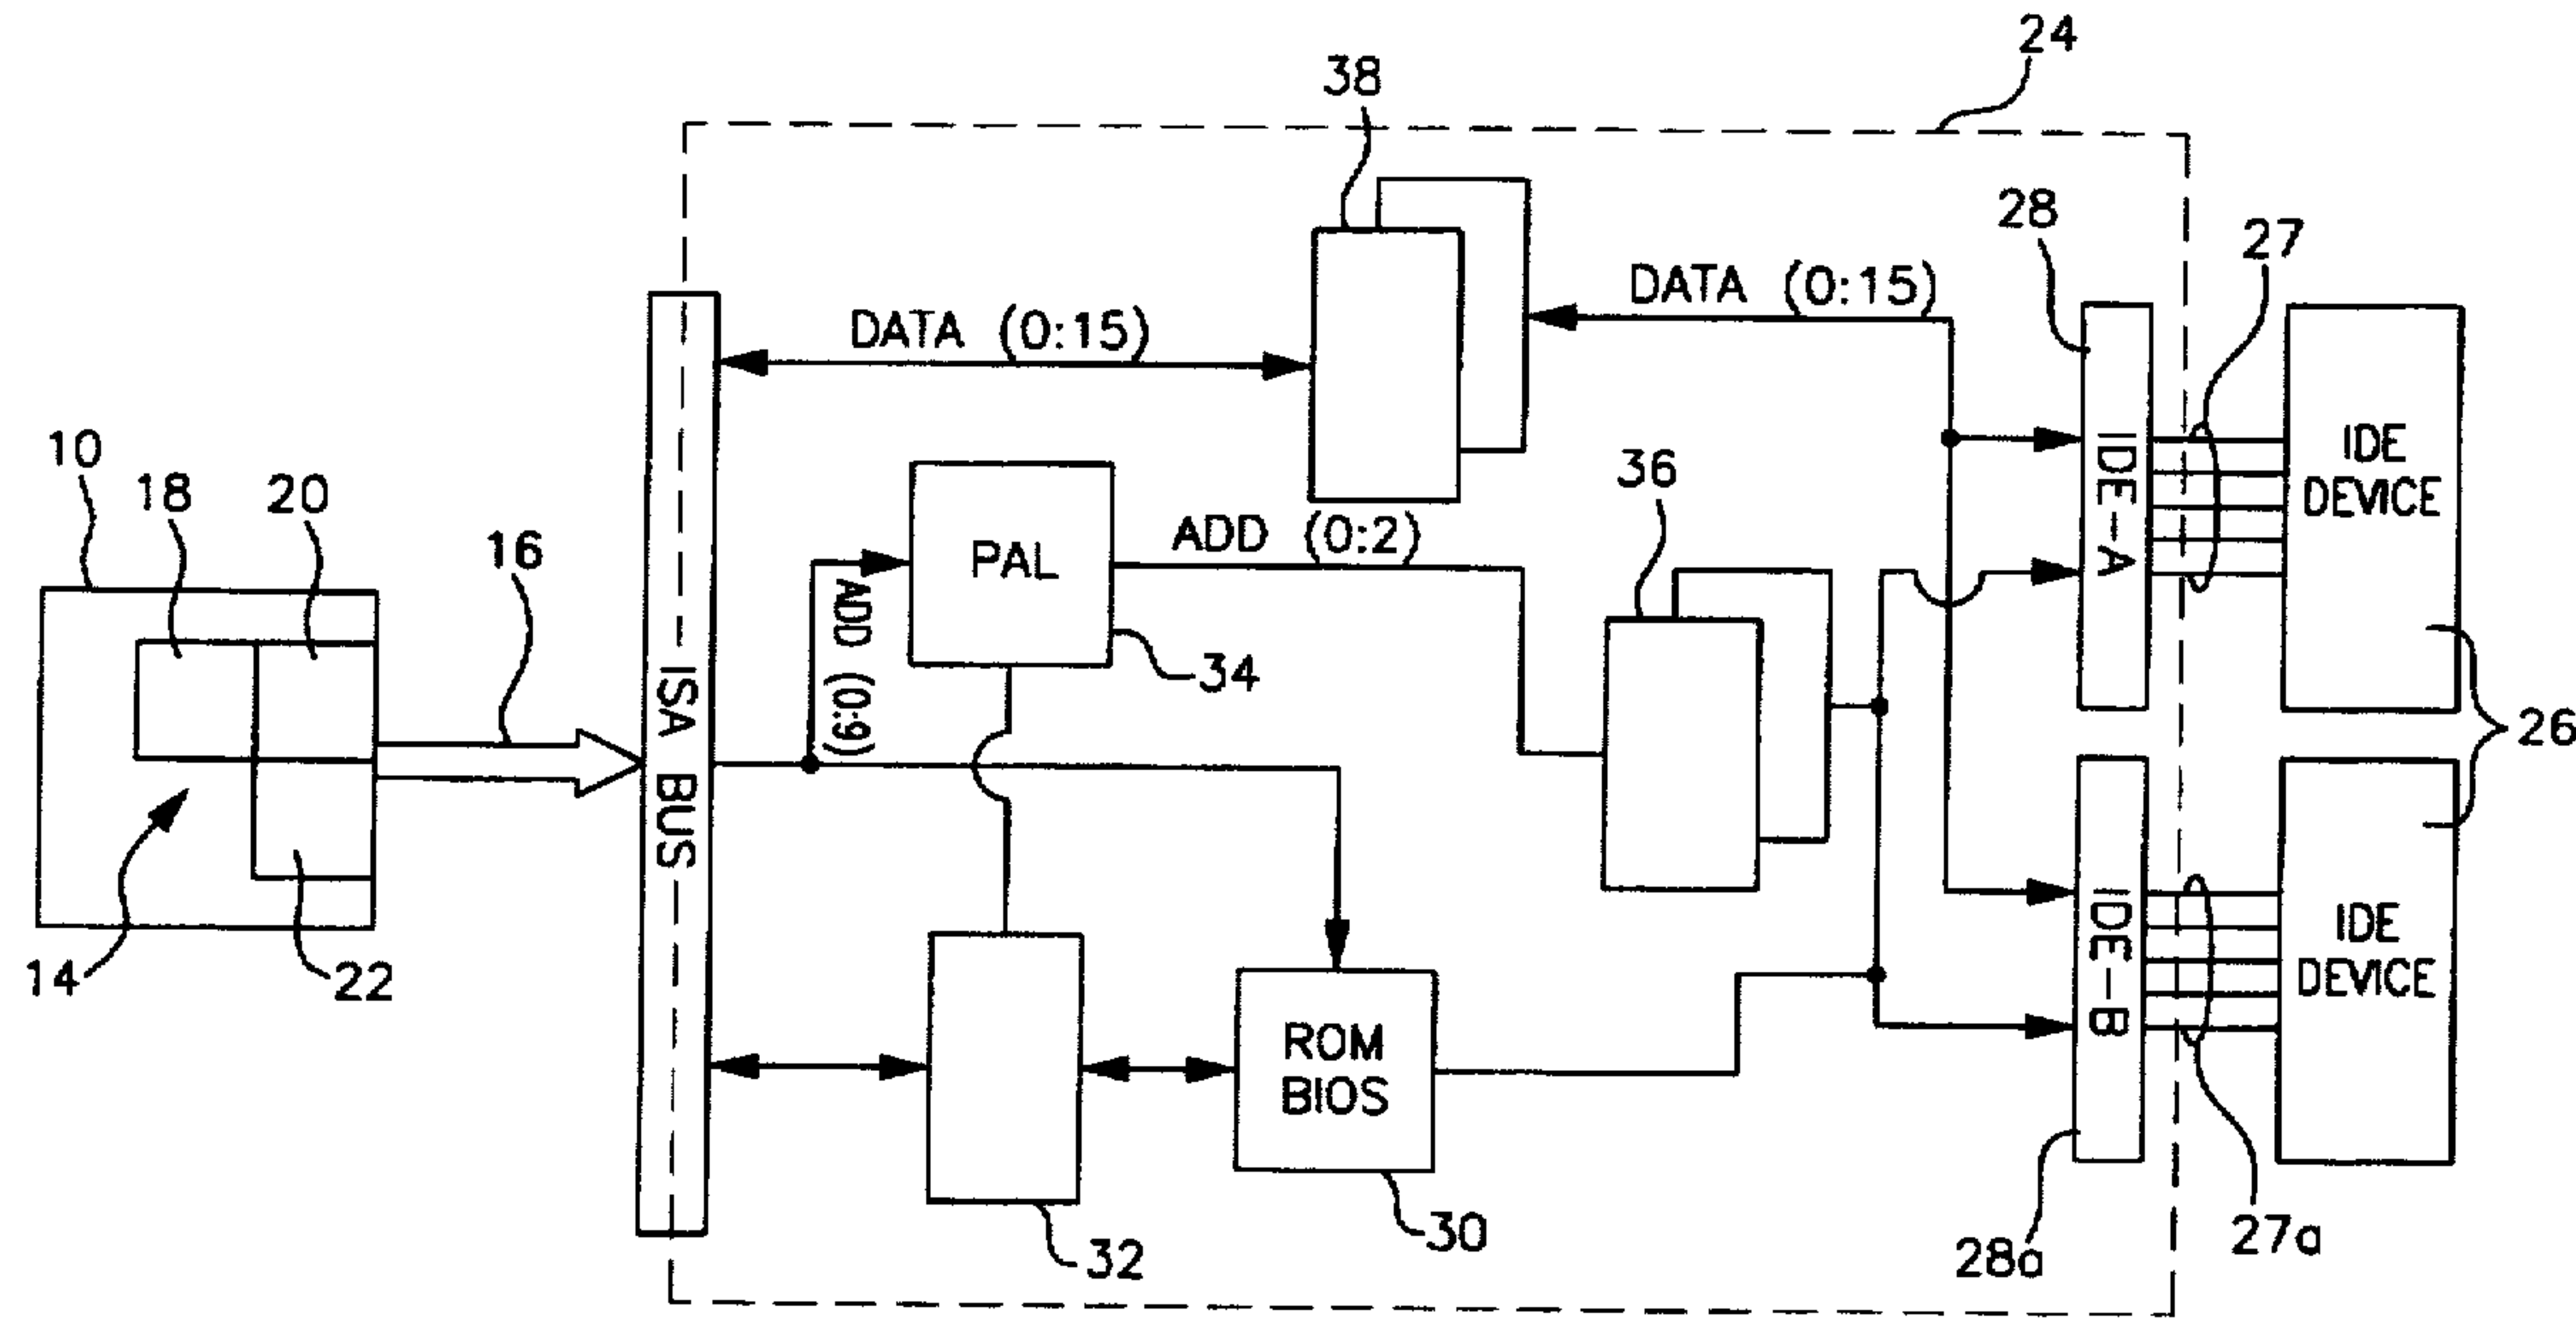 24
38
28
27
DATA (0:15)
DATA (0:15)
10
18
20
16
36
IDE
DEVICE
IDE-A
PAL
ADD (0:2)
ADD (0:9)
34
ISA BUS
26
14
22
ROM
BIOS
IDE-B
IDE
DEVICE
32
30
28a
27a